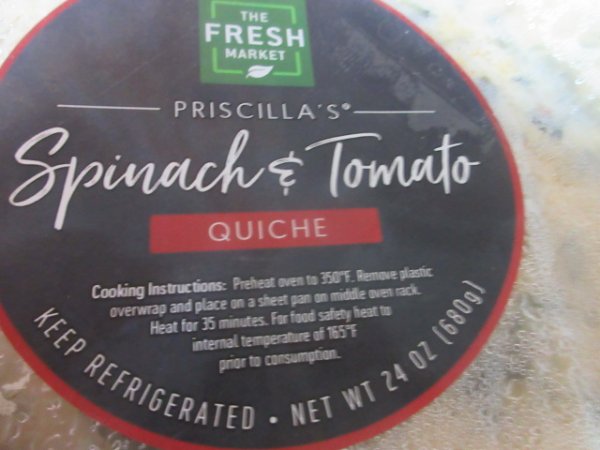 THE
FRESH
MARKET
PRISCILLA'S®
Spinach & Tomato
QUICHE
Cooking Instructions: Preheat oven to 350°F. Remove plastic
overwrap and place on a sheet pan on middle oven rack.
Heat for 35 minutes. For food safety heat to
internal temperature of 165°F
prior to consumption.
KEEP REFRIGERATED • NET WT 24 OZ (680g)